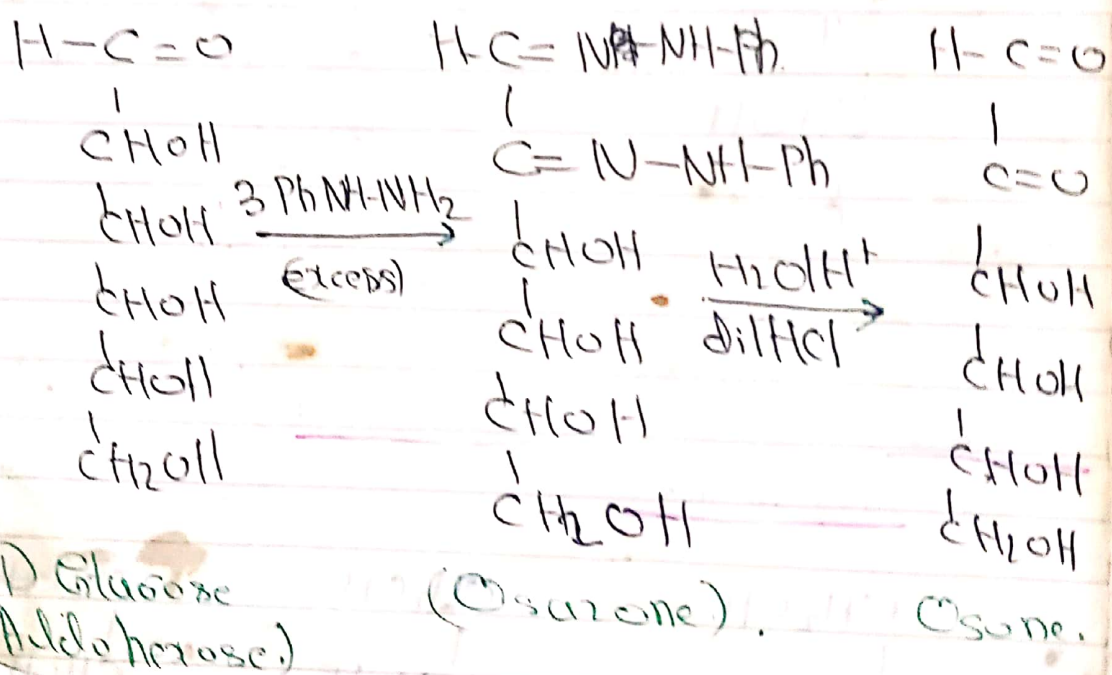 H-C=O
CHOH
CHOH
CHOH
CHOH
CH2OH
3 PhNH-NH2
(Excess)
H-C=N-NH-Ph
C=N-NH-Ph
CHOH
CHOH
CHOH
CH2OH
H2O/H+
dil HCl
H-C=O
C=O
CHOH
CHOH
CHOH
CH2OH
D Glucose
Aldohexose)
(Osazone).
Osone.